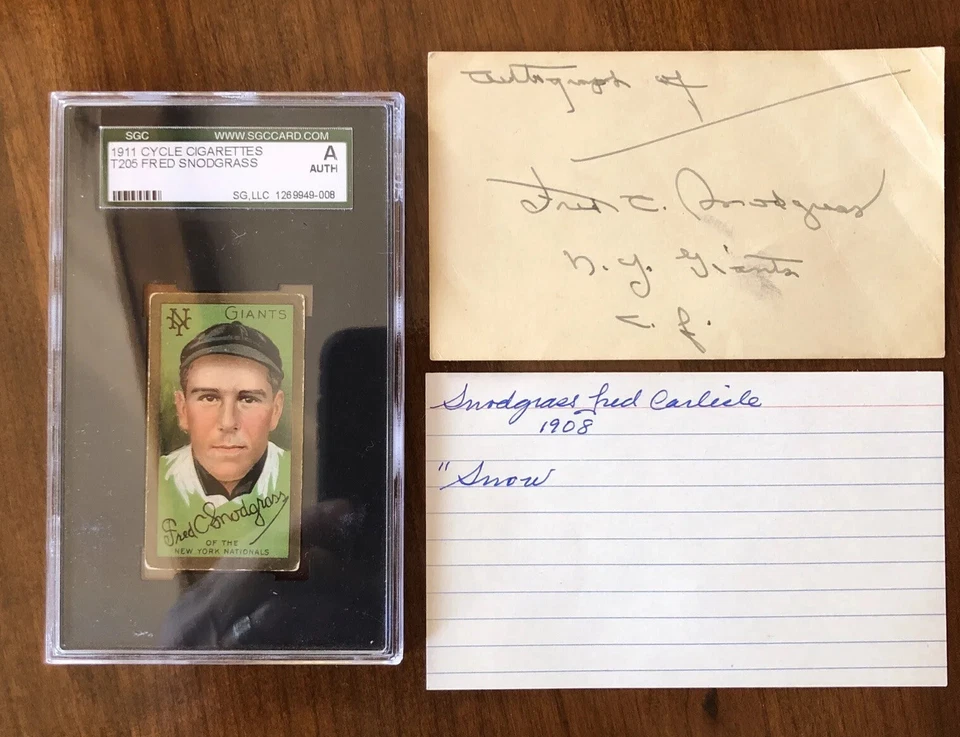 SGC WWW.SGCCARD.COM
1911 CYCLE CIGARETTES
T205 FRED SNODGRASS
A
AUTH
SG, LLC 1269949-008
NY
GIANTS
Fred C Snodgrass
OF THE
NEW YORK NATIONALS
autograph of
Fred C. Snodgrass
N. Y. Giants
Snodgrass, Fred Carlisle
1908
"Snow